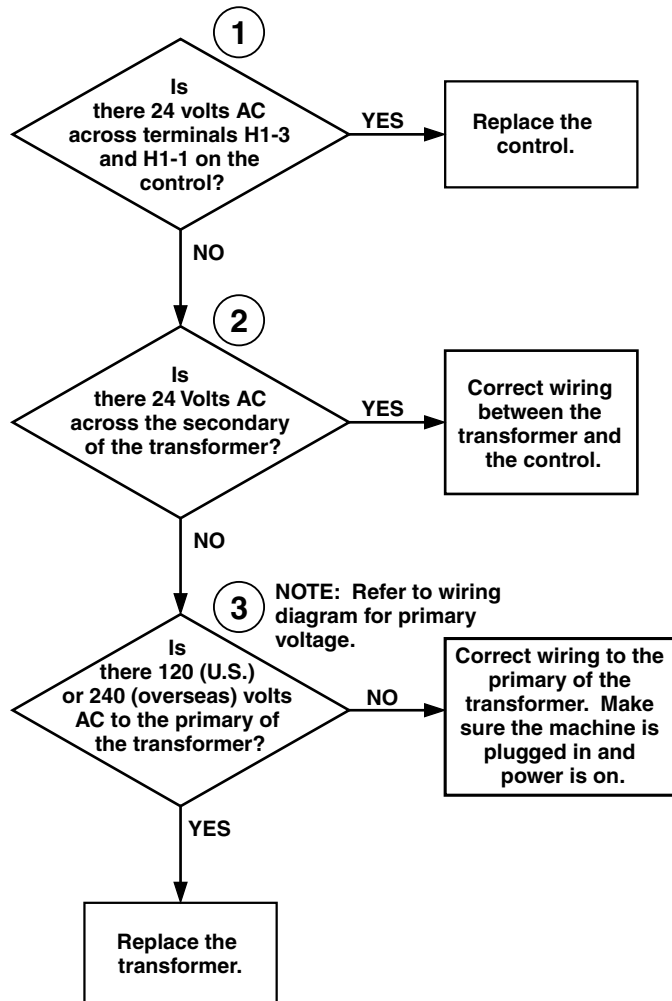 1
Is
there 24 volts AC
across terminals H1-3
and H1-1 on the
control?
YES
Replace the
control.
NO
2
Is
there 24 Volts AC
across the secondary
of the transformer?
YES
Correct wiring
between the
transformer and
the control.
NO
3
NOTE: Refer to wiring
diagram for primary
voltage.
Is
there 120 (U.S.)
or 240 (overseas) volts
AC to the primary of
the transformer?
NO
Correct wiring to the
primary of the
transformer. Make
sure the machine is
plugged in and
power is on.
YES
Replace the
transformer.